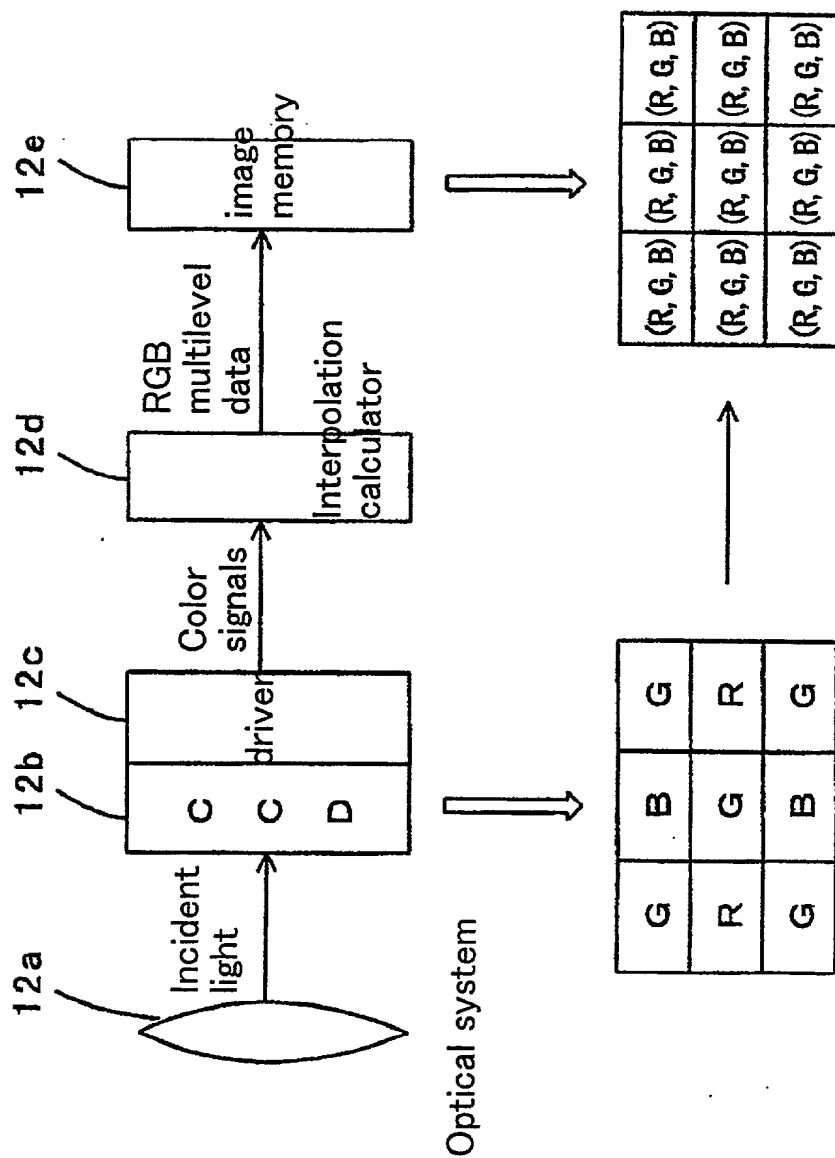 12a
12b
12c
12d
12e
Incident
light
C
C
D
driver
Color
signals
Interpolation
calculator
RGB
multilevel
data
image
memory
Optical system
G B G
R G R
G B G
(R, G, B) (R, G, B) (R, G, B)
(R, G, B) (R, G, B) (R, G, B)
(R, G, B) (R, G, B) (R, G, B)